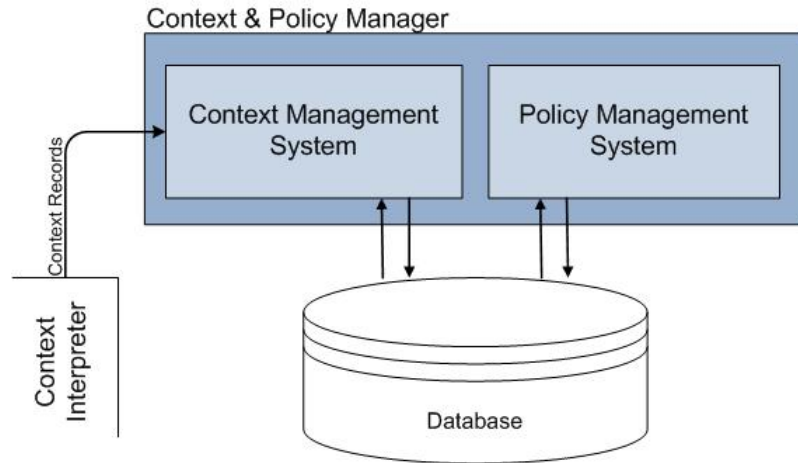 Context & Policy Manager
Context Management
System
Policy Management
System
Context Records
Context
Interpreter
Database